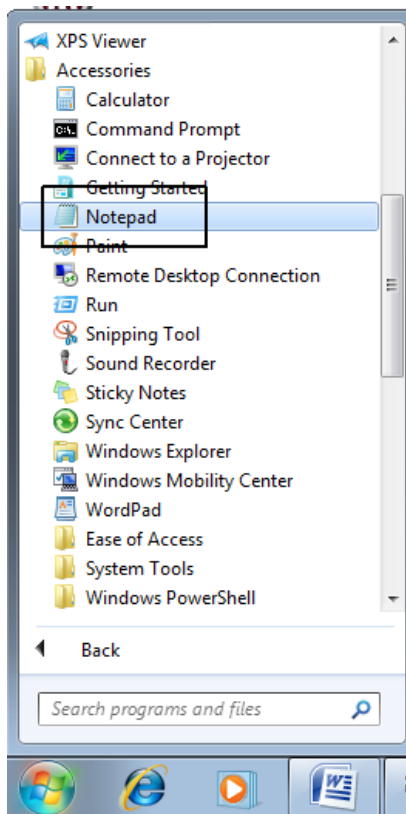 XPS Viewer
Accessories
Calculator
Command Prompt
Connect to a Projector
Getting Started
Notepad
Paint
Remote Desktop Connection
Run
Snipping Tool
Sound Recorder
Sticky Notes
Sync Center
Windows Explorer
Windows Mobility Center
WordPad
Ease of Access
System Tools
Windows PowerShell
Back
Search programs and files